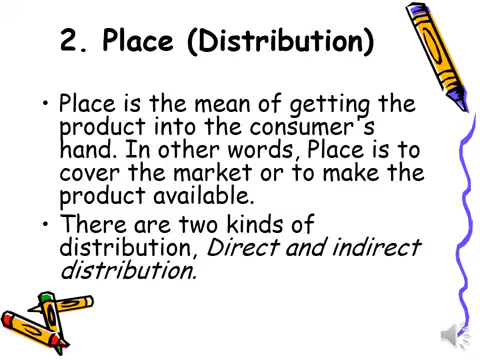 2. Place (Distribution)
• Place is the mean of getting the
product into the consumer's
hand. In other words, Place is to
cover the market or to make the
product available.
• There are two kinds of
distribution, Direct and indirect
distribution.